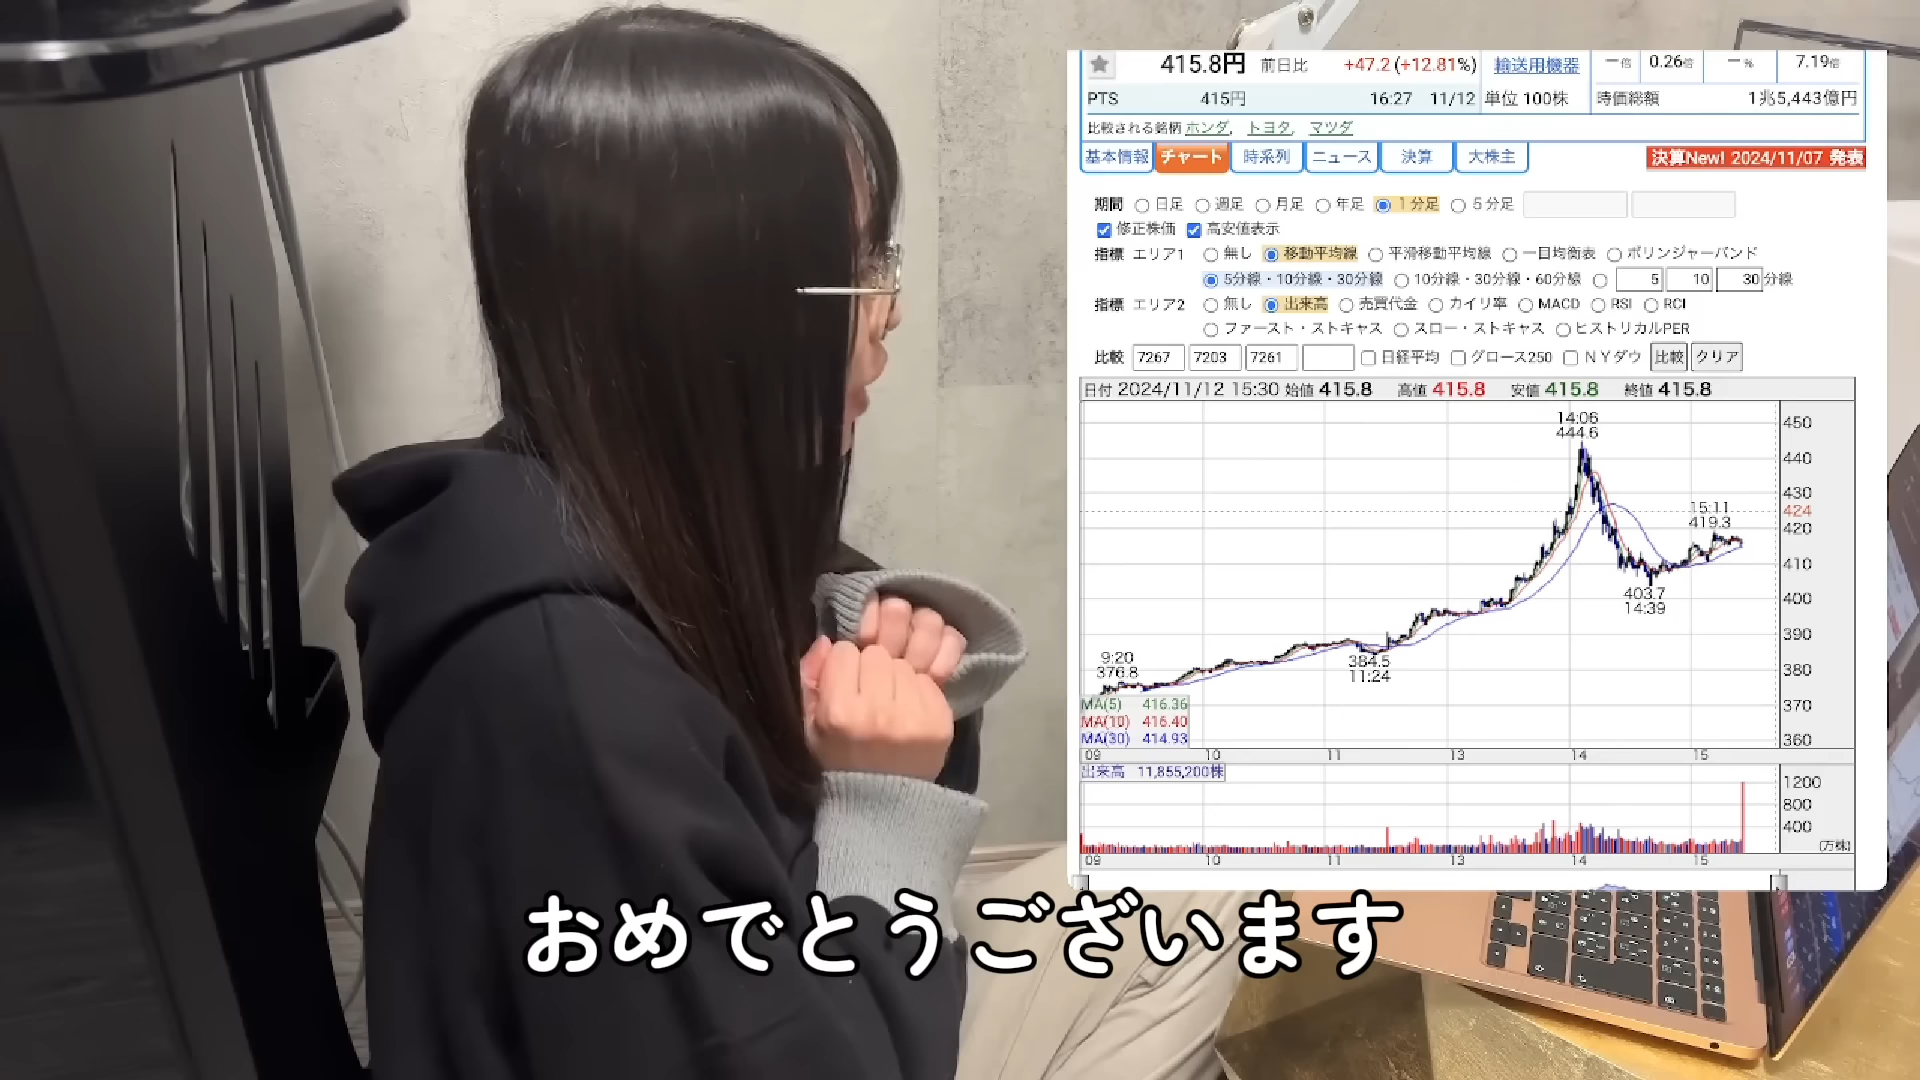 415.8円 前日比 +47.2 (+12.81%) 輸送用機器 ー倍 0.26倍 ー% 7.19倍
PTS 415円 16:27 11/12 単位 100株 時価総額 1兆5,443億円
比較される銘柄 ホンダ, トヨタ, マツダ
基本情報 チャート 時系列 ニュース 決算 大株主 決算New! 2024/11/07 発表
期間 日足 週足 月足 年足 1分足 5分足
修正株価 高安値表示
指標 エリア1 無し 移動平均線 平滑移動平均線 一目均衡表 ボリンジャーバンド
5分線・10分線・30分線 10分線・30分線・60分線 5 10 30 分線
指標 エリア2 無し 出来高 売買代金 カイリ率 MACD RSI RCI
ファースト・ストキャス スロー・ストキャス ヒストリカルPER
比較 7267 7203 7261 日経平均 グロース250 NYダウ 比較 クリア
日付 2024/11/12 15:30 始値 415.8 高値 415.8 安値 415.8 終値 415.8
14:06
444.6
450
440
430
424
15:11
419.3
420
410
403.7
14:39
400
390
384.5
11:24
9:20
376.8
380
370
360
MA(5) 416.36
MA(10) 416.40
MA(30) 414.93
09 10 11 13 14 15
出来高 11,855,200株
1200
800
400
(万株)
09 10 11 13 14 15
おめでとうございます